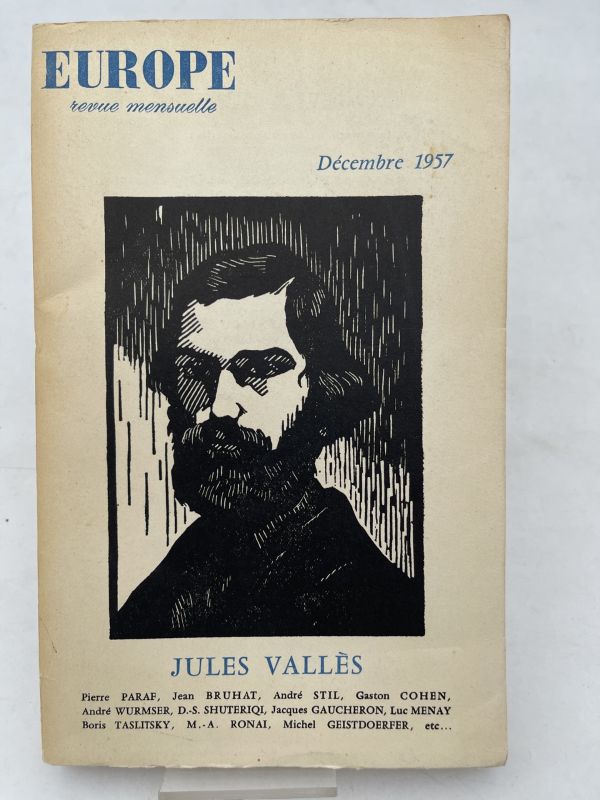 EUROPE
revue mensuelle
Décembre 1957
JULES VALLÈS
Pierre PARAF, Jean BRUHAT, André STIL, Gaston COHEN,
André WURMSER, D.-S. SHUTERIQI, Jacques GAUCHERON, Luc MENAY
Boris TASLITSKY, M.-A. RONAI, Michel GEISTDOERFER, etc...